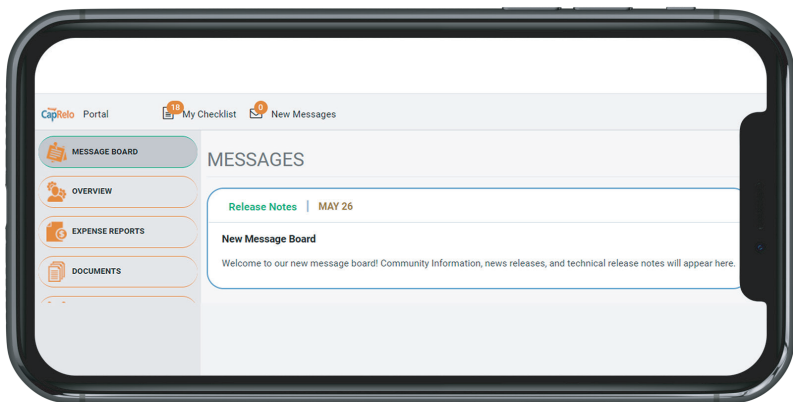 CapRelo Portal
18
My Checklist
0
New Messages
MESSAGE BOARD
OVERVIEW
EXPENSE REPORTS
DOCUMENTS
MESSAGES
Release Notes | MAY 26
New Message Board
Welcome to our new message board! Community Information, news releases, and technical release notes will appear here.